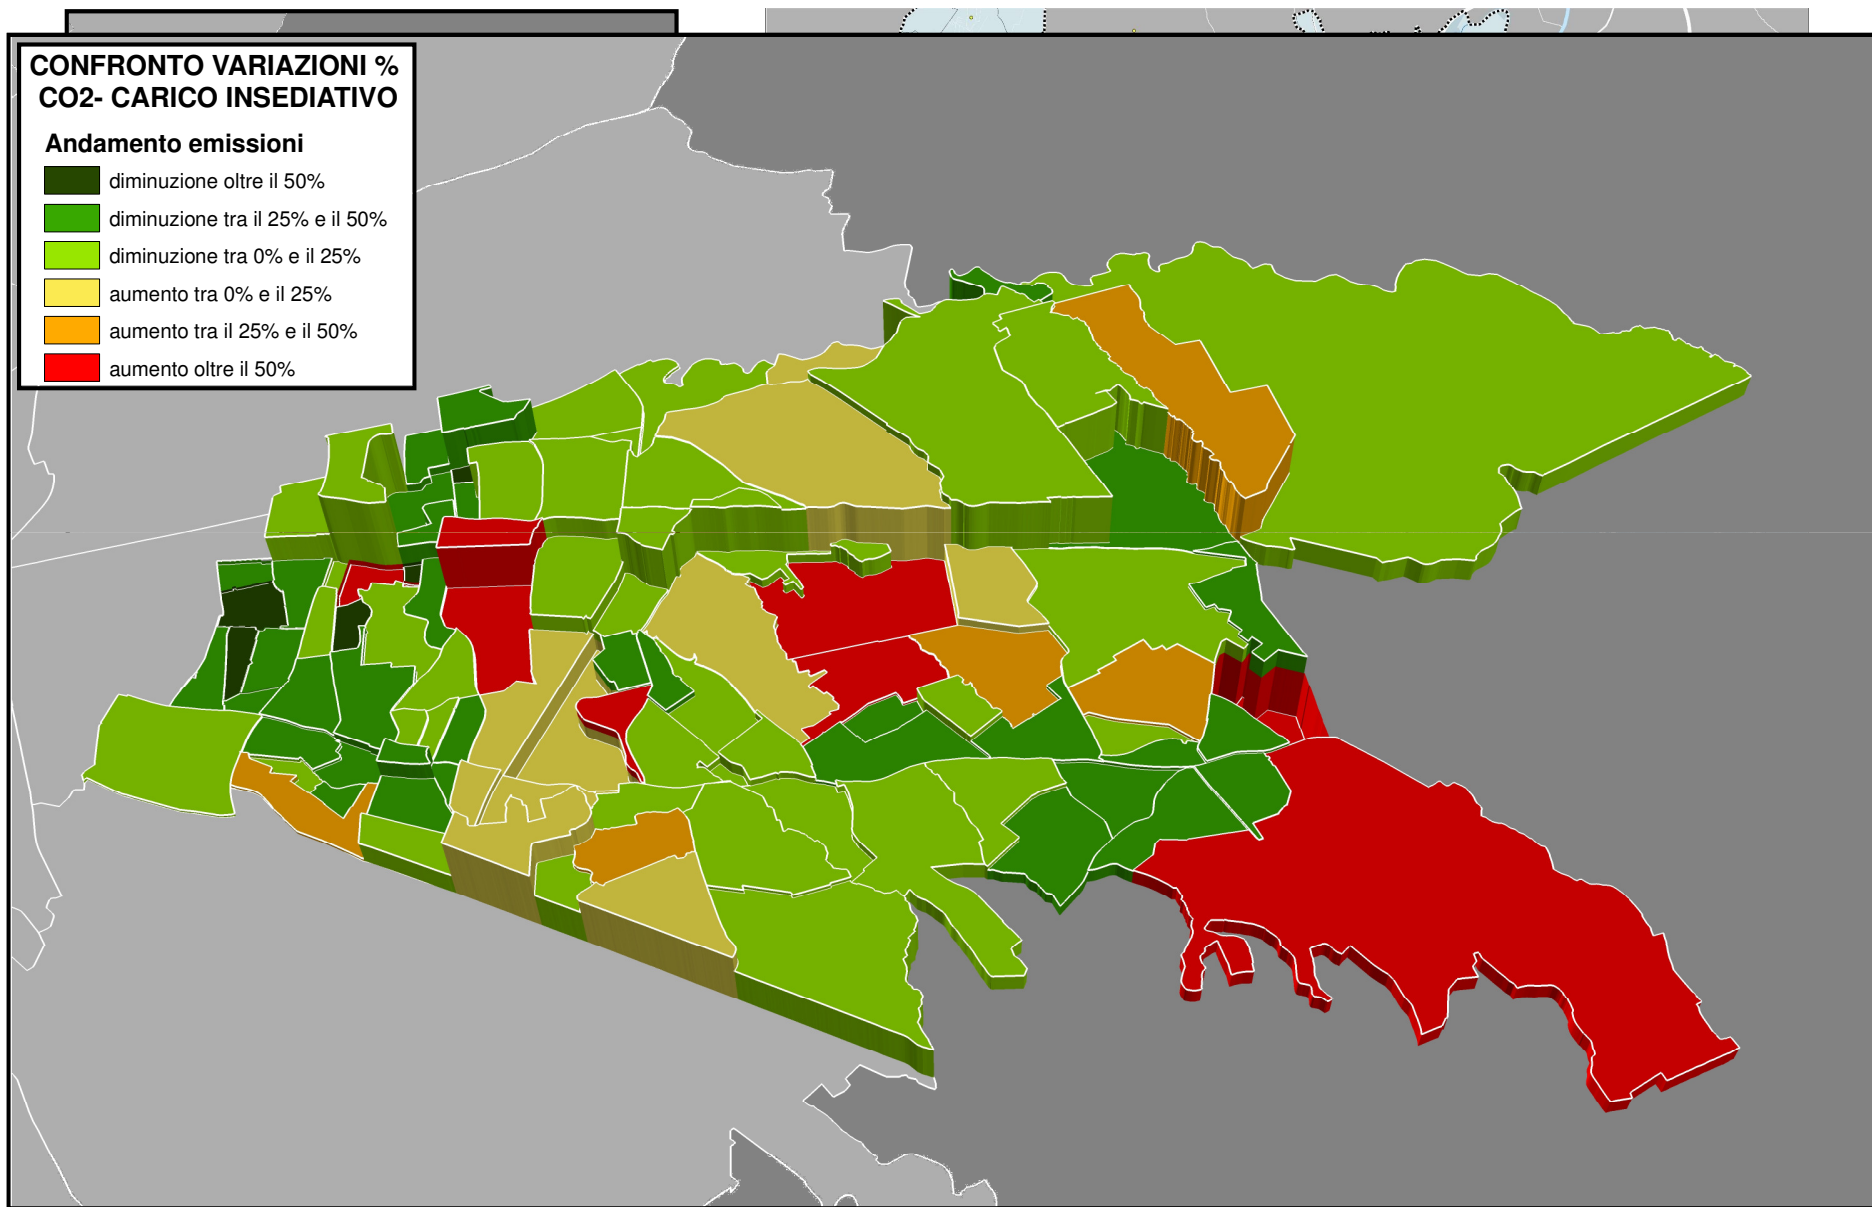 CONFRONTO VARIAZIONI %
CO2- CARICO INSEDIATIVO
Andamento emissioni
diminuzione oltre il 50%
diminuzione tra il 25% e il 50%
diminuzione tra 0% e il 25%
aumento tra 0% e il 25%
aumento tra il 25% e il 50%
aumento oltre il 50%